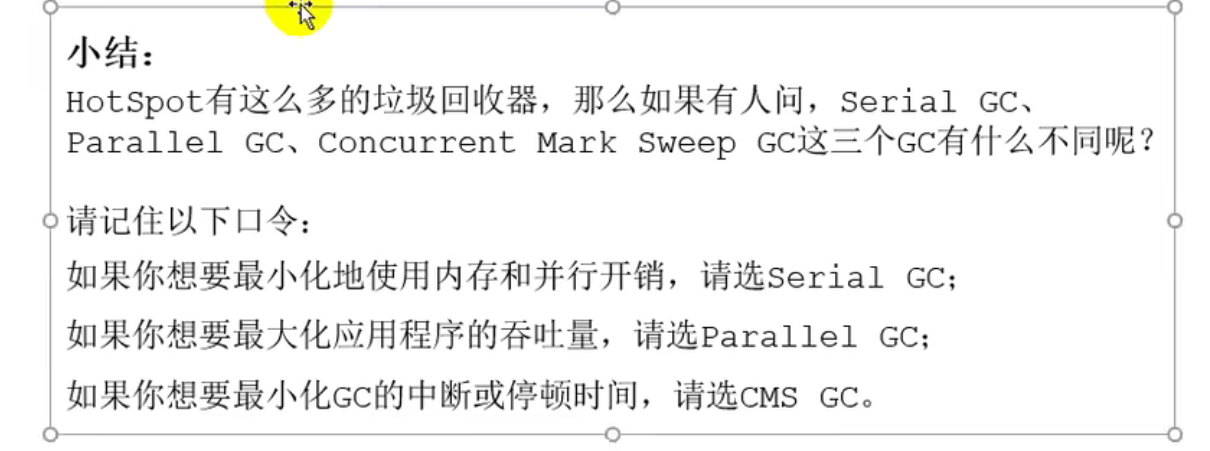 小结：
HotSpot有这么多的垃圾回收器，那么如果有人问，Serial GC、
Parallel GC、Concurrent Mark Sweep GC这三个GC有什么不同呢？
请记住以下口令：
如果你想要最小化地使用内存和并行开销，请选Serial GC；
如果你想要最大化应用程序的吞吐量，请选Parallel GC；
如果你想要最小化GC的中断或停顿时间，请选CMS GC。